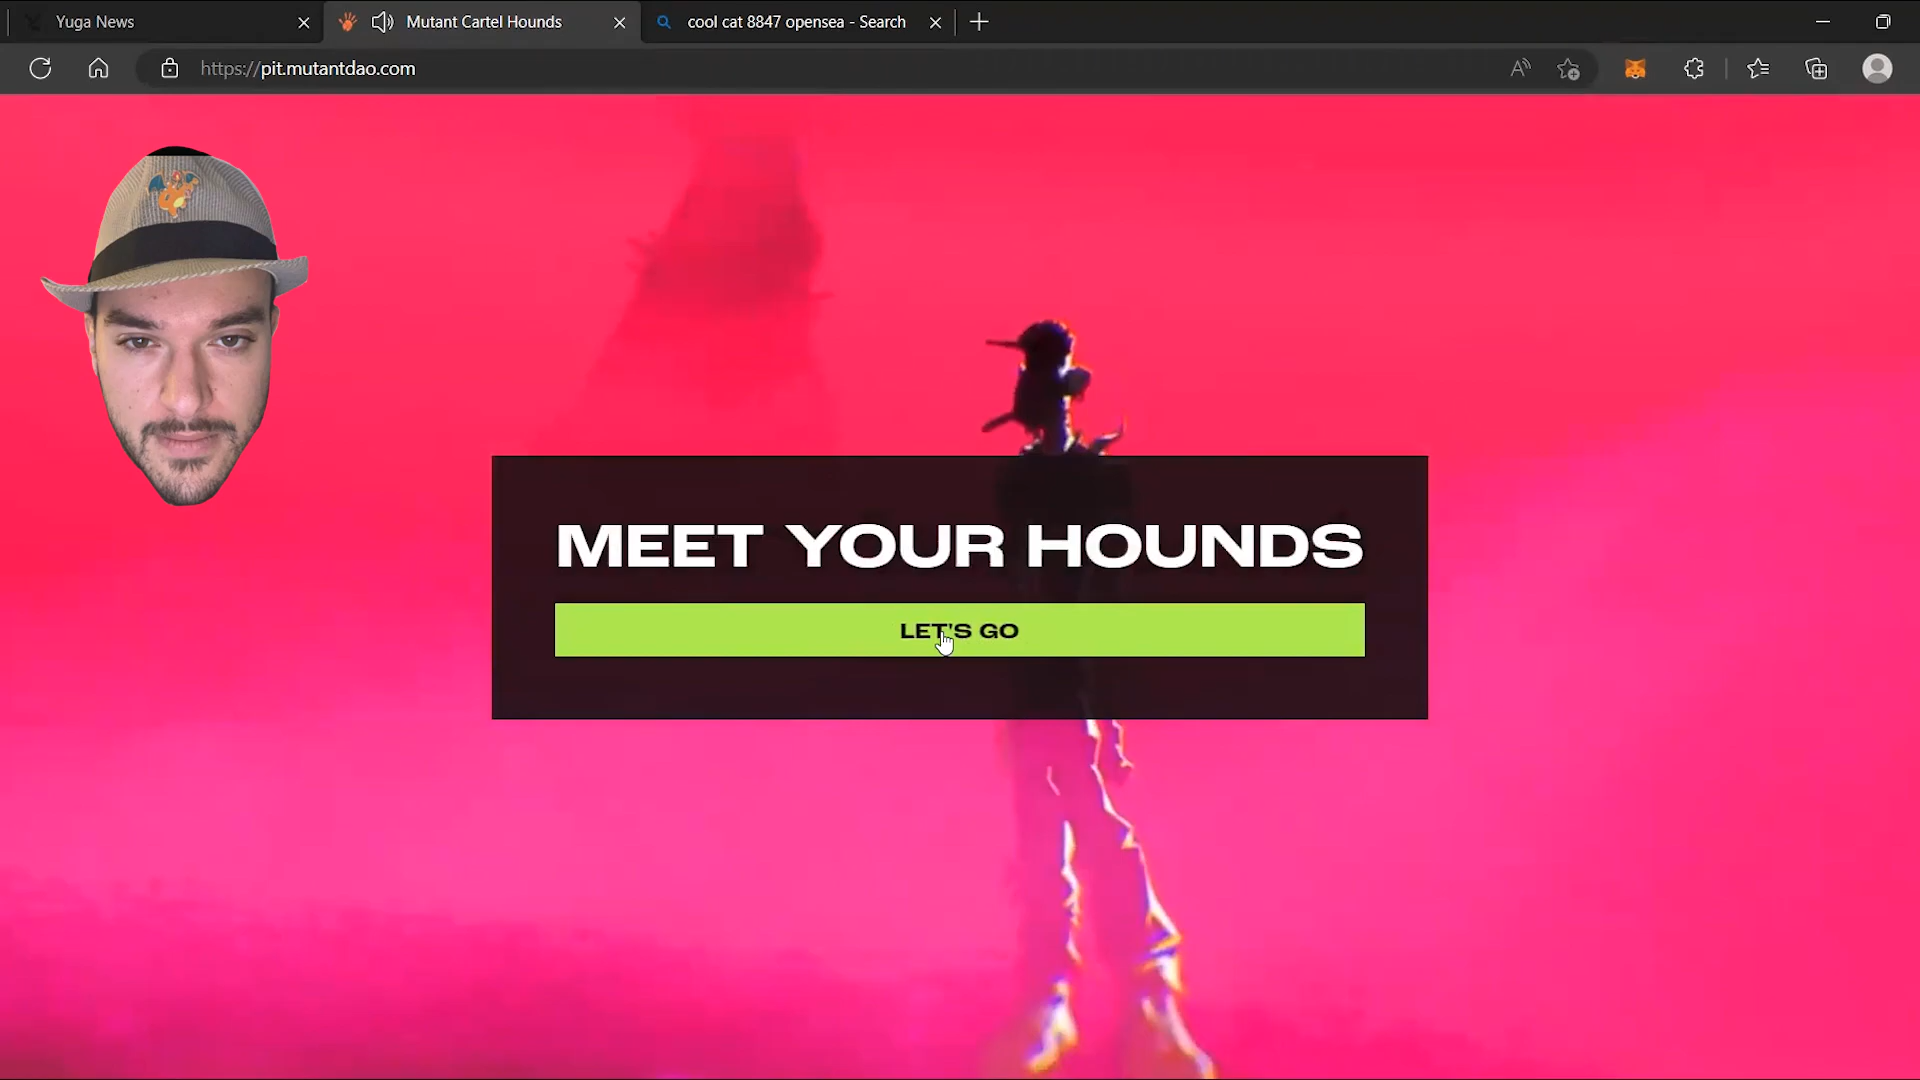 Yuga News
Mutant Cartel Hounds
cool cat 8847 opensea - Search
https://pit.mutantdao.com
MEET YOUR HOUNDS
LET'S GO